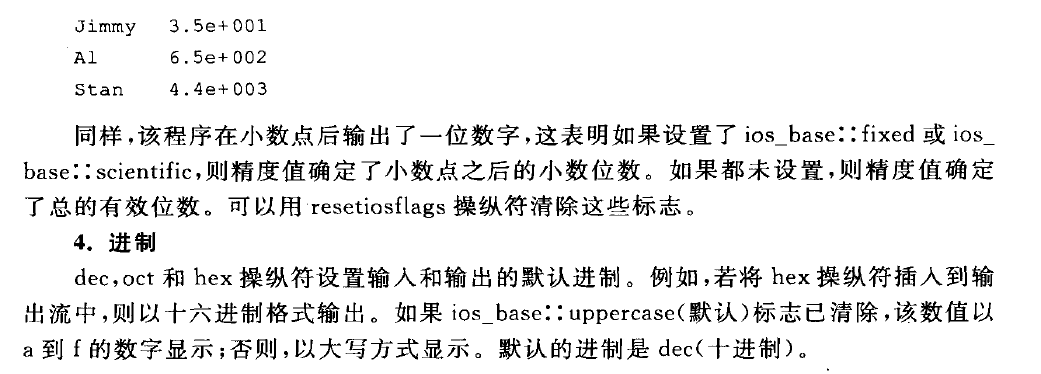 Jimmy 3.5e+001
Al 6.5e+002
Stan 4.4e+003
同样,该程序在小数点后输出了一位数字,这表明如果设置了 ios_base::fixed 或 ios_
base::scientific,则精度值确定了小数点之后的小数位数。如果都未设置,则精度值确定
了总的有效位数。可以用 resetiosflags 操纵符清除这些标志。
4. 进制
dec,oct 和 hex 操纵符设置输入和输出的默认进制。例如,若将 hex 操纵符插入到输
出流中,则以十六进制格式输出。如果 ios_base::uppercase(默认)标志已清除,该数值以
a 到 f 的数字显示;否则,以大写方式显示。默认的进制是 dec(十进制)。